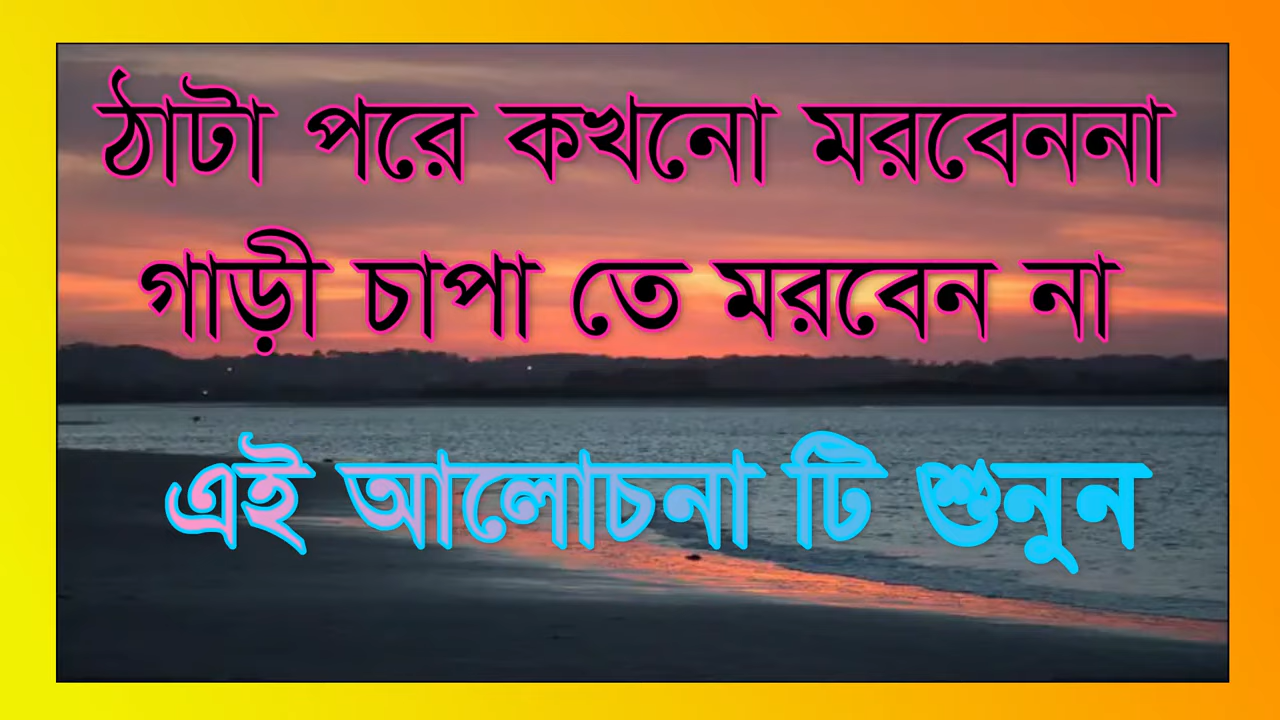 ঠাটা পরে কখনো মরবেননা
গাড়ী চাপা তে মরবেন না
এই আলোচনা টি শুনুন